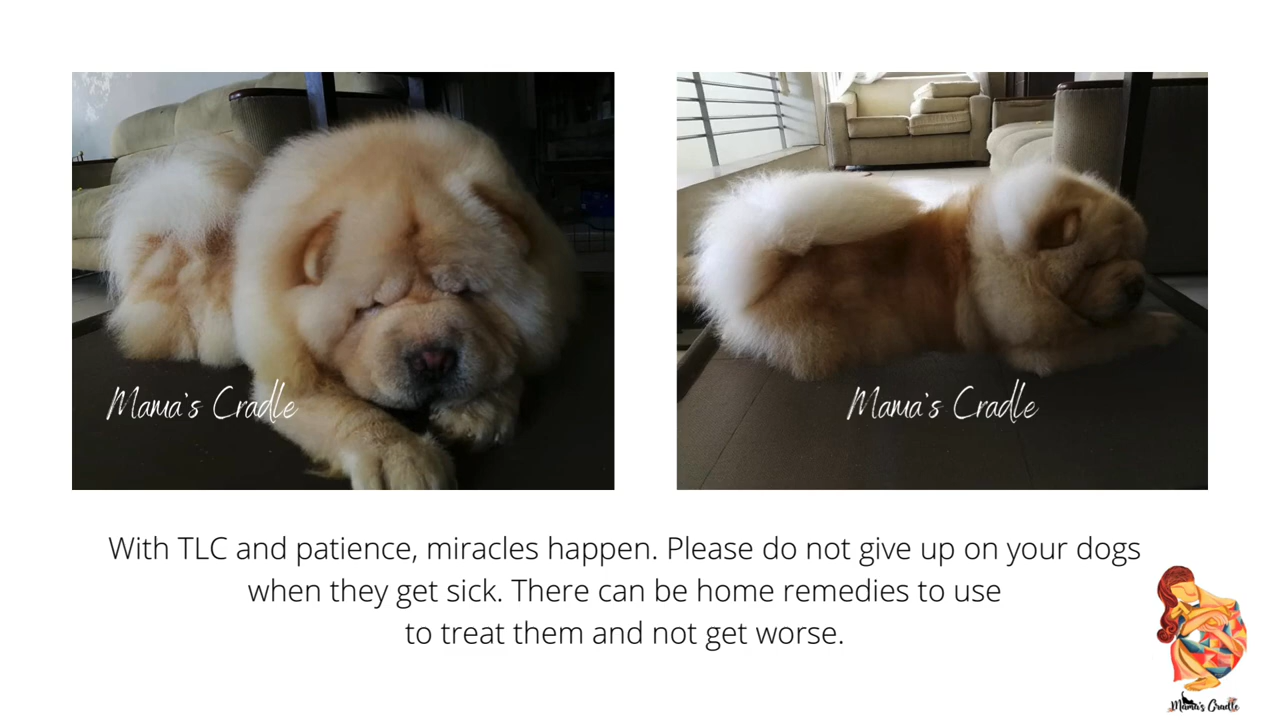 Mama's Cradle
Mama's Cradle
With TLC and patience, miracles happen. Please do not give up on your dogs
when they get sick. There can be home remedies to use
to treat them and not get worse.
Mama's Cradle